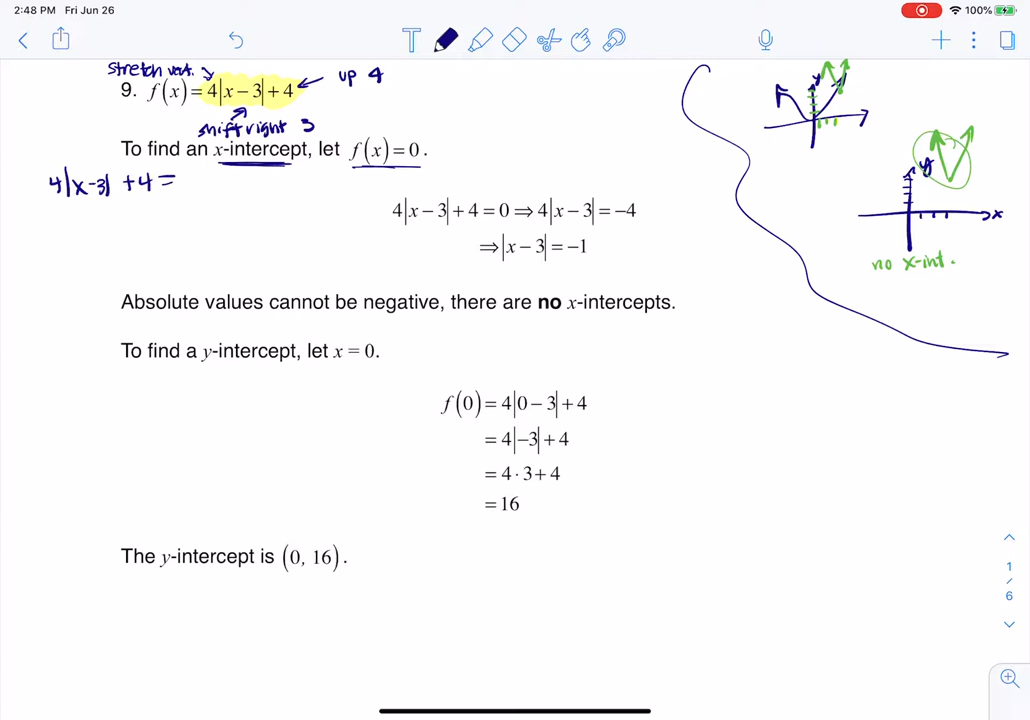 2:48 PM Fri Jun 26
100%
stretch vert.
9. f(x) = 4|x − 3| + 4
up 4
shift right 3
To find an x-intercept, let f(x) = 0.
4|x-3| +4 =
4|x − 3| + 4 = 0 ⇒ 4|x − 3| = −4
⇒ |x − 3| = −1
y
y
x
no x-int.
Absolute values cannot be negative, there are no x-intercepts.
To find a y-intercept, let x = 0.
f(0) = 4|0 − 3| + 4
= 4|−3| + 4
= 4 · 3 + 4
= 16
The y-intercept is (0, 16).
1
/
6